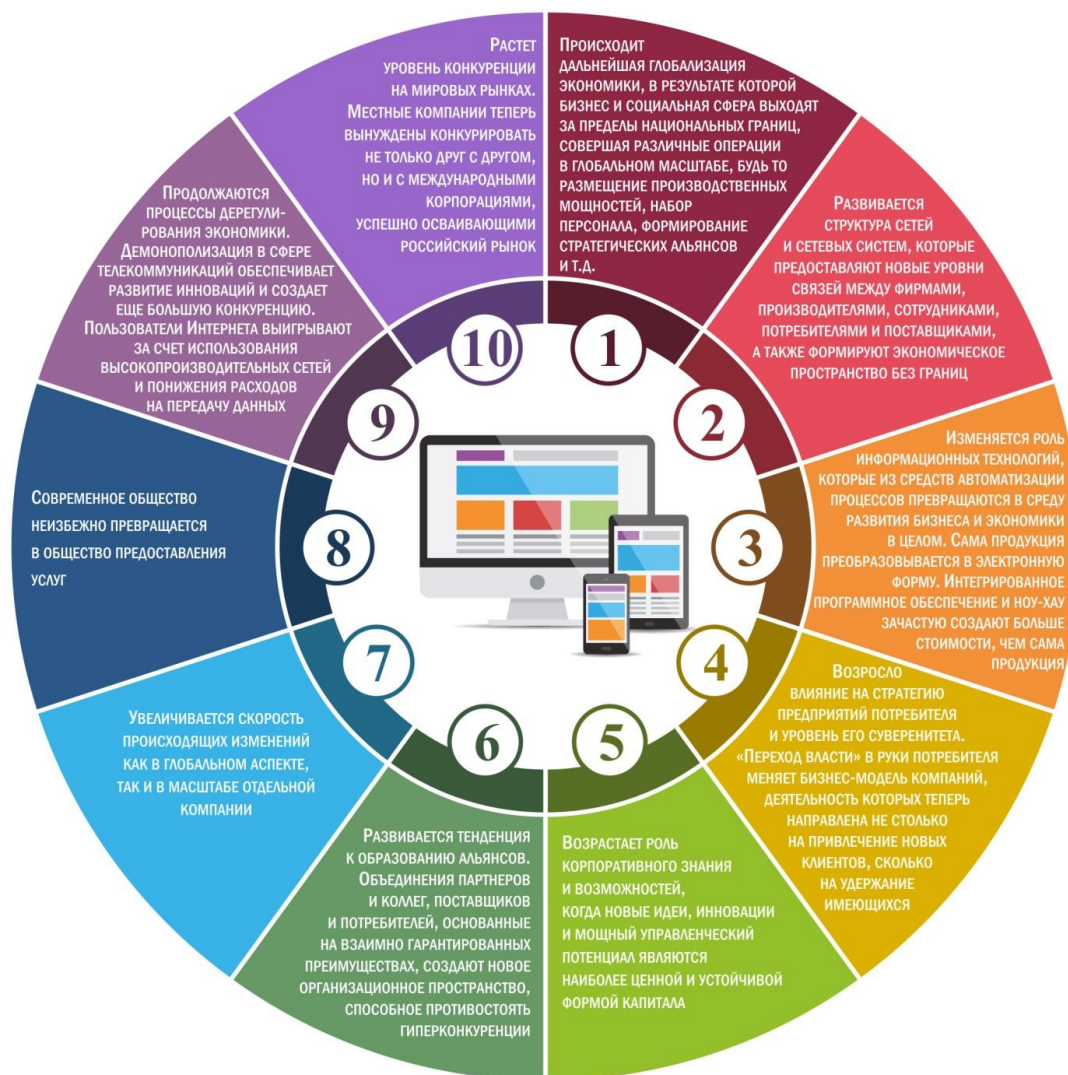 1
Происходит
дальнейшая глобализация
экономики, в результате которой
бизнес и социальная сфера выходят
за пределы национальных границ,
совершая различные операции
в глобальном масштабе, будь то
размещение производственных
мощностей, набор
персонала, формирование
стратегических альянсов
и т.д.
2
Развивается
структура сетей
и сетевых систем, которые
предоставляют новые уровни
связей между фирмами,
производителями, сотрудниками,
потребителями и поставщиками,
а также формируют экономическое
пространство без границ
3
Изменяется роль
информационных технологий,
которые из средств автоматизации
процессов превращаются в среду
развития бизнеса и экономики
в целом. Сама продукция
преобразовывается в электронную
форму. Интегрированное
программное обеспечение и ноу-хау
зачастую создают больше
стоимости, чем сама
продукция
4
Возросло
влияние на стратегию
предприятий потребителя
и уровень его суверенитета.
«Переход власти» в руки потребителя
меняет бизнес-модель компаний,
деятельность которых теперь
направлена не столько
на привлечение новых
клиентов, сколько
на удержание
имеющихся
5
Возрастает роль
корпоративного знания
и возможностей,
когда новые идеи, инновации
и мощный управленческий
потенциал являются
наиболее ценной и устойчивой
формой капитала
6
Развивается тенденция
к образованию альянсов.
Объединения партнеров
и коллег, поставщиков
и потребителей, основанные
на взаимно гарантированных
преимуществах, создают новое
организационное пространство,
способное противостоять
гиперконкуренции
7
Увеличивается скорость
происходящих изменений
как в глобальном аспекте,
так и в масштабе отдельной
компании
8
Современное общество
неизбежно превращается
в общество предоставления
услуг
9
Продолжаются
процессы дерегули-
рования экономики.
Демонополизация в сфере
телекоммуникаций обеспечивает
развитие инноваций и создает
еще большую конкуренцию.
Пользователи Интернета выигрывают
за счет использования
высокопроизводительных сетей
и понижения расходов
на передачу данных
10
Растет
уровень конкуренции
на мировых рынках.
Местные компании теперь
вынуждены конкурировать
не только друг с другом,
но и с международными
корпорациями,
успешно осваивающими
российский рынок